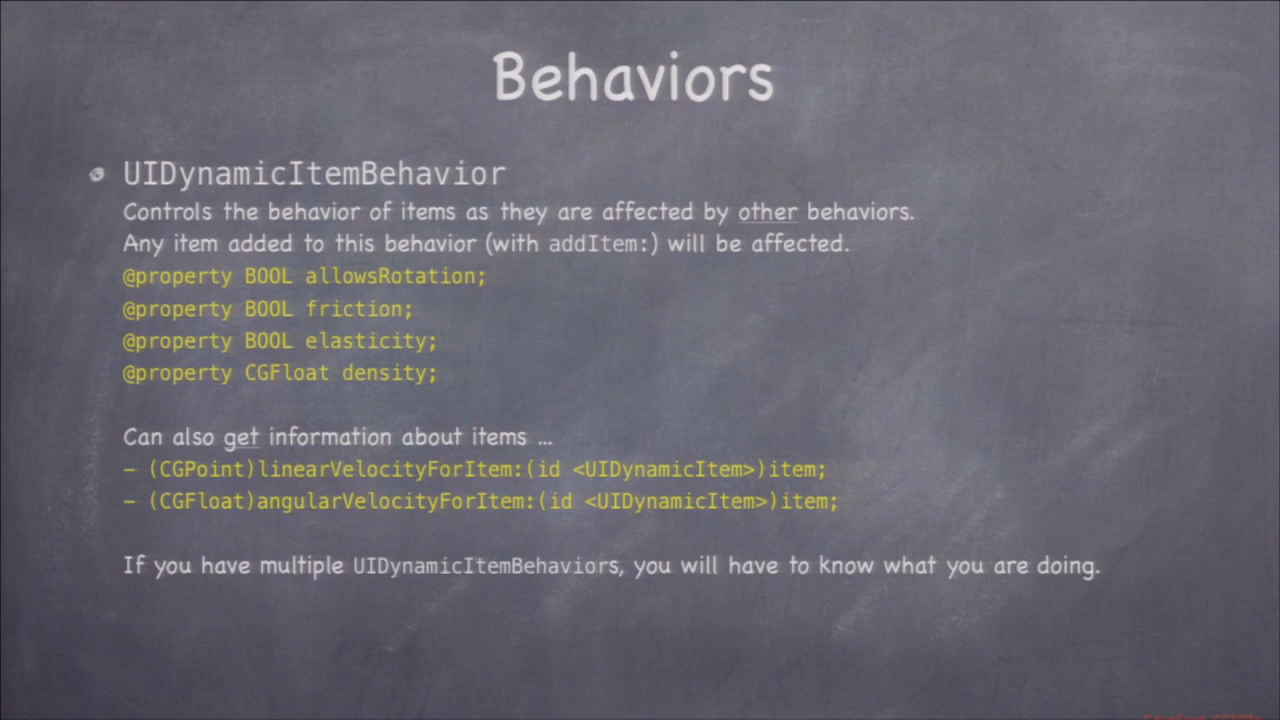 Behaviors
UIDynamicItemBehavior
Controls the behavior of items as they are affected by other behaviors.
Any item added to this behavior (with addItem:) will be affected.
@property BOOL allowsRotation;
@property BOOL friction;
@property BOOL elasticity;
@property CGFloat density;
Can also get information about items ...
- (CGPoint)linearVelocityForItem:(id <UIDynamicItem>)item;
- (CGFloat)angularVelocityForItem:(id <UIDynamicItem>)item;
If you have multiple UIDynamicItemBehaviors, you will have to know what you are doing.